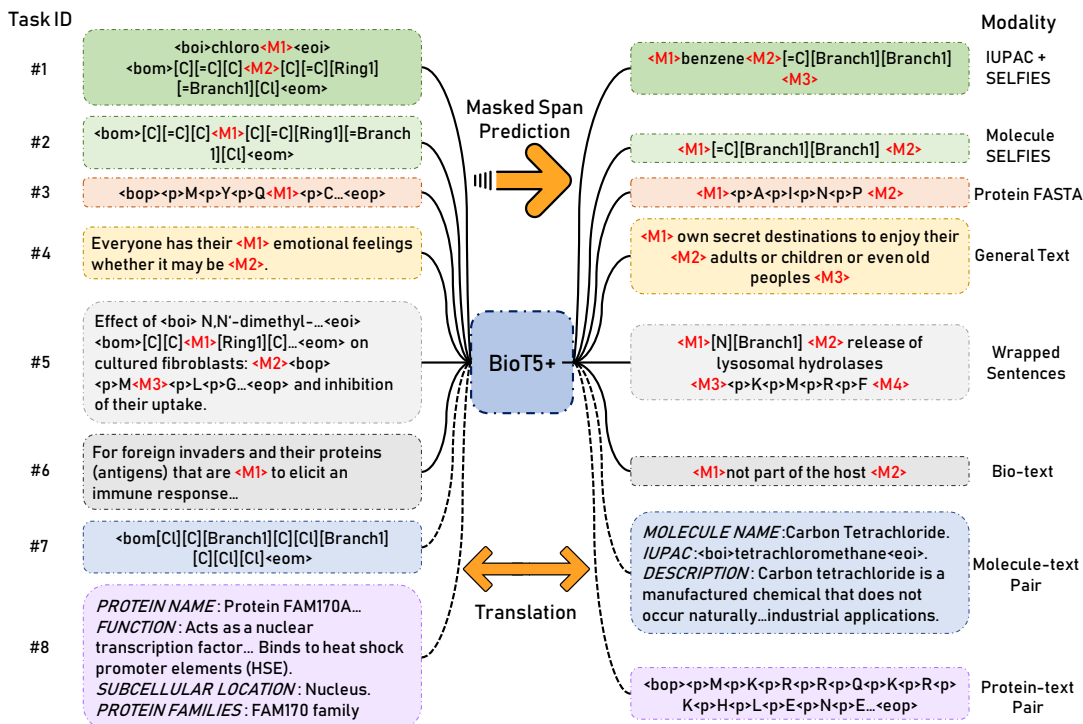 Task ID
Modality
#1
<boi>chloro<M1><eoi>
<bom>[C][=C][C]<M2>[C][=C][Ring1]
[=Branch1][Cl]<eom>
<M1>benzene<M2>[=C][Branch1][Branch1]
<M3>
IUPAC +
SELFIES
Masked Span
Prediction
#2
<bom>[C][=C][C]<M1>[C][=C][Ring1][=Branch
1][Cl]<eom>
<M1>[=C][Branch1][Branch1] <M2>
Molecule
SELFIES
#3
<bop><p>M<p>Y<p>Q<M1><p>C...<eop>
<M1><p>A<p>I<p>N<p>P <M2>
Protein FASTA
#4
Everyone has their <M1> emotional feelings
whether it may be <M2>.
<M1> own secret destinations to enjoy their
<M2> adults or children or even old
peoples <M3>
General Text
#5
Effect of <boi> N,N‘-dimethyl-...<eoi>
<bom>[C][C]<M1>[Ring1][C]...<eom> on
cultured fibroblasts: <M2><bop>
<p>M<M3><p>L<p>G...<eop> and inhibition
of their uptake.
BioT5+
<M1>[N][Branch1] <M2> release of
lysosomal hydrolases
<M3><p>K<p>M<p>R<p>F <M4>
Wrapped
Sentences
#6
For foreign invaders and their proteins
(antigens) that are <M1> to elicit an
immune response...
<M1>not part of the host <M2>
Bio-text
#7
<bom[Cl][C][Branch1][C][Cl][Branch1]
[C][Cl][Cl]<eom>
MOLECULE NAME :Carbon Tetrachloride.
IUPAC :<boi>tetrachloromethane<eoi>.
DESCRIPTION : Carbon tetrachloride is a
manufactured chemical that does not
occur naturally...industrial applications.
Molecule-text
Pair
Translation
#8
PROTEIN NAME : Protein FAM170A...
FUNCTION : Acts as a nuclear
transcription factor... Binds to heat shock
promoter elements (HSE).
SUBCELLULAR LOCATION : Nucleus.
PROTEIN FAMILIES : FAM170 family
<bop><p>M<p>K<p>R<p>R<p>Q<p>K<p>R<p>
K<p>H<p>L<p>E<p>N<p>E...<eop>
Protein-text
Pair